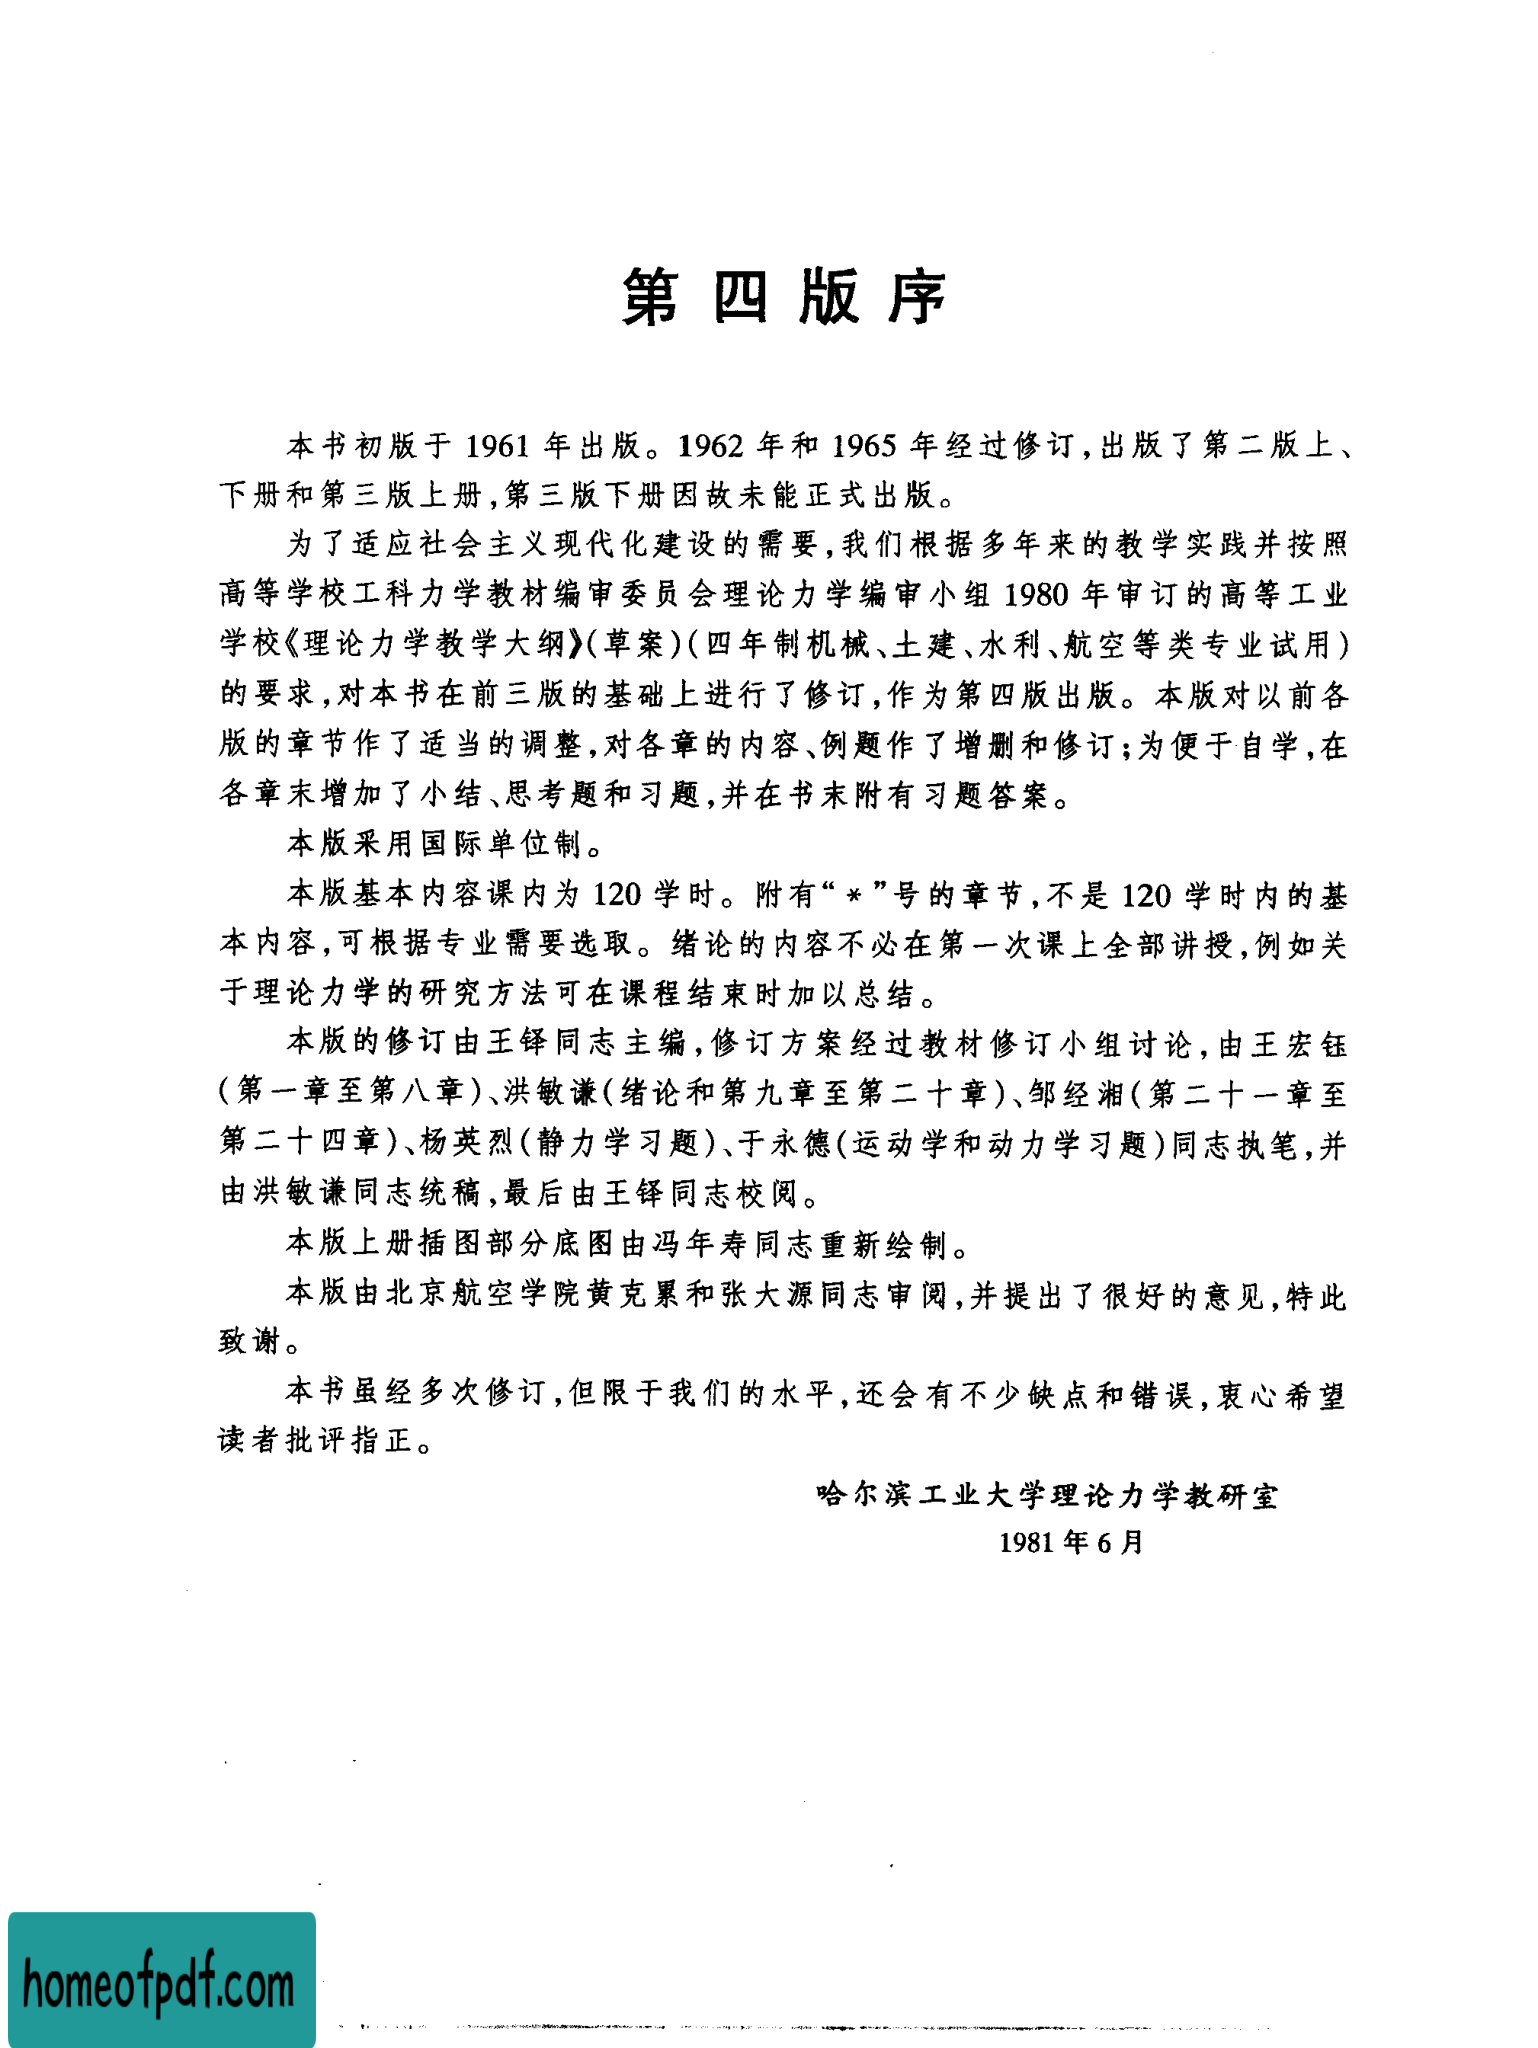 第四版序
本书初版于 1961 年出版。1962 年和 1965 年经过修订,出版了第二版上、
下册和第三版上册,第三版下册因故未能正式出版。
为了适应社会主义现代化建设的需要,我们根据多年来的教学实践并按照
高等学校工科力学教材编审委员会理论力学编审小组 1980 年审订的高等工业
学校《理论力学教学大纲》(草案)(四年制机械、土建、水利、航空等类专业试用)
的要求,对本书在前三版的基础上进行了修订,作为第四版出版。本版对以前各
版的章节作了适当的调整,对各章的内容、例题作了增删和修订;为便于自学,在
各章末增加了小结、思考题和习题,并在书末附有习题答案。
本版采用国际单位制。
本版基本内容课内为 120 学时。附有“*”号的章节,不是 120 学时内的基
本内容,可根据专业需要选取。绪论的内容不必在第一次课上全部讲授,例如关
于理论力学的研究方法可在课程结束时加以总结。
本版的修订由王铎同志主编,修订方案经过教材修订小组讨论,由王宏钰
(第一章至第八章)、洪敏谦(绪论和第九章至第二十章)、邹经湘(第二十一章至
第二十四章)、杨英烈(静力学习题)、于永德(运动学和动力学习题)同志执笔,并
由洪敏谦同志统稿,最后由王铎同志校阅。
本版上册插图部分底图由冯年寿同志重新绘制。
本版由北京航空学院黄克累和张大源同志审阅,并提出了很好的意见,特此
致谢。
本书虽经多次修订,但限于我们的水平,还会有不少缺点和错误,衷心希望
读者批评指正。
哈尔滨工业大学理论力学教研室
1981 年 6 月
homeofpdf.com